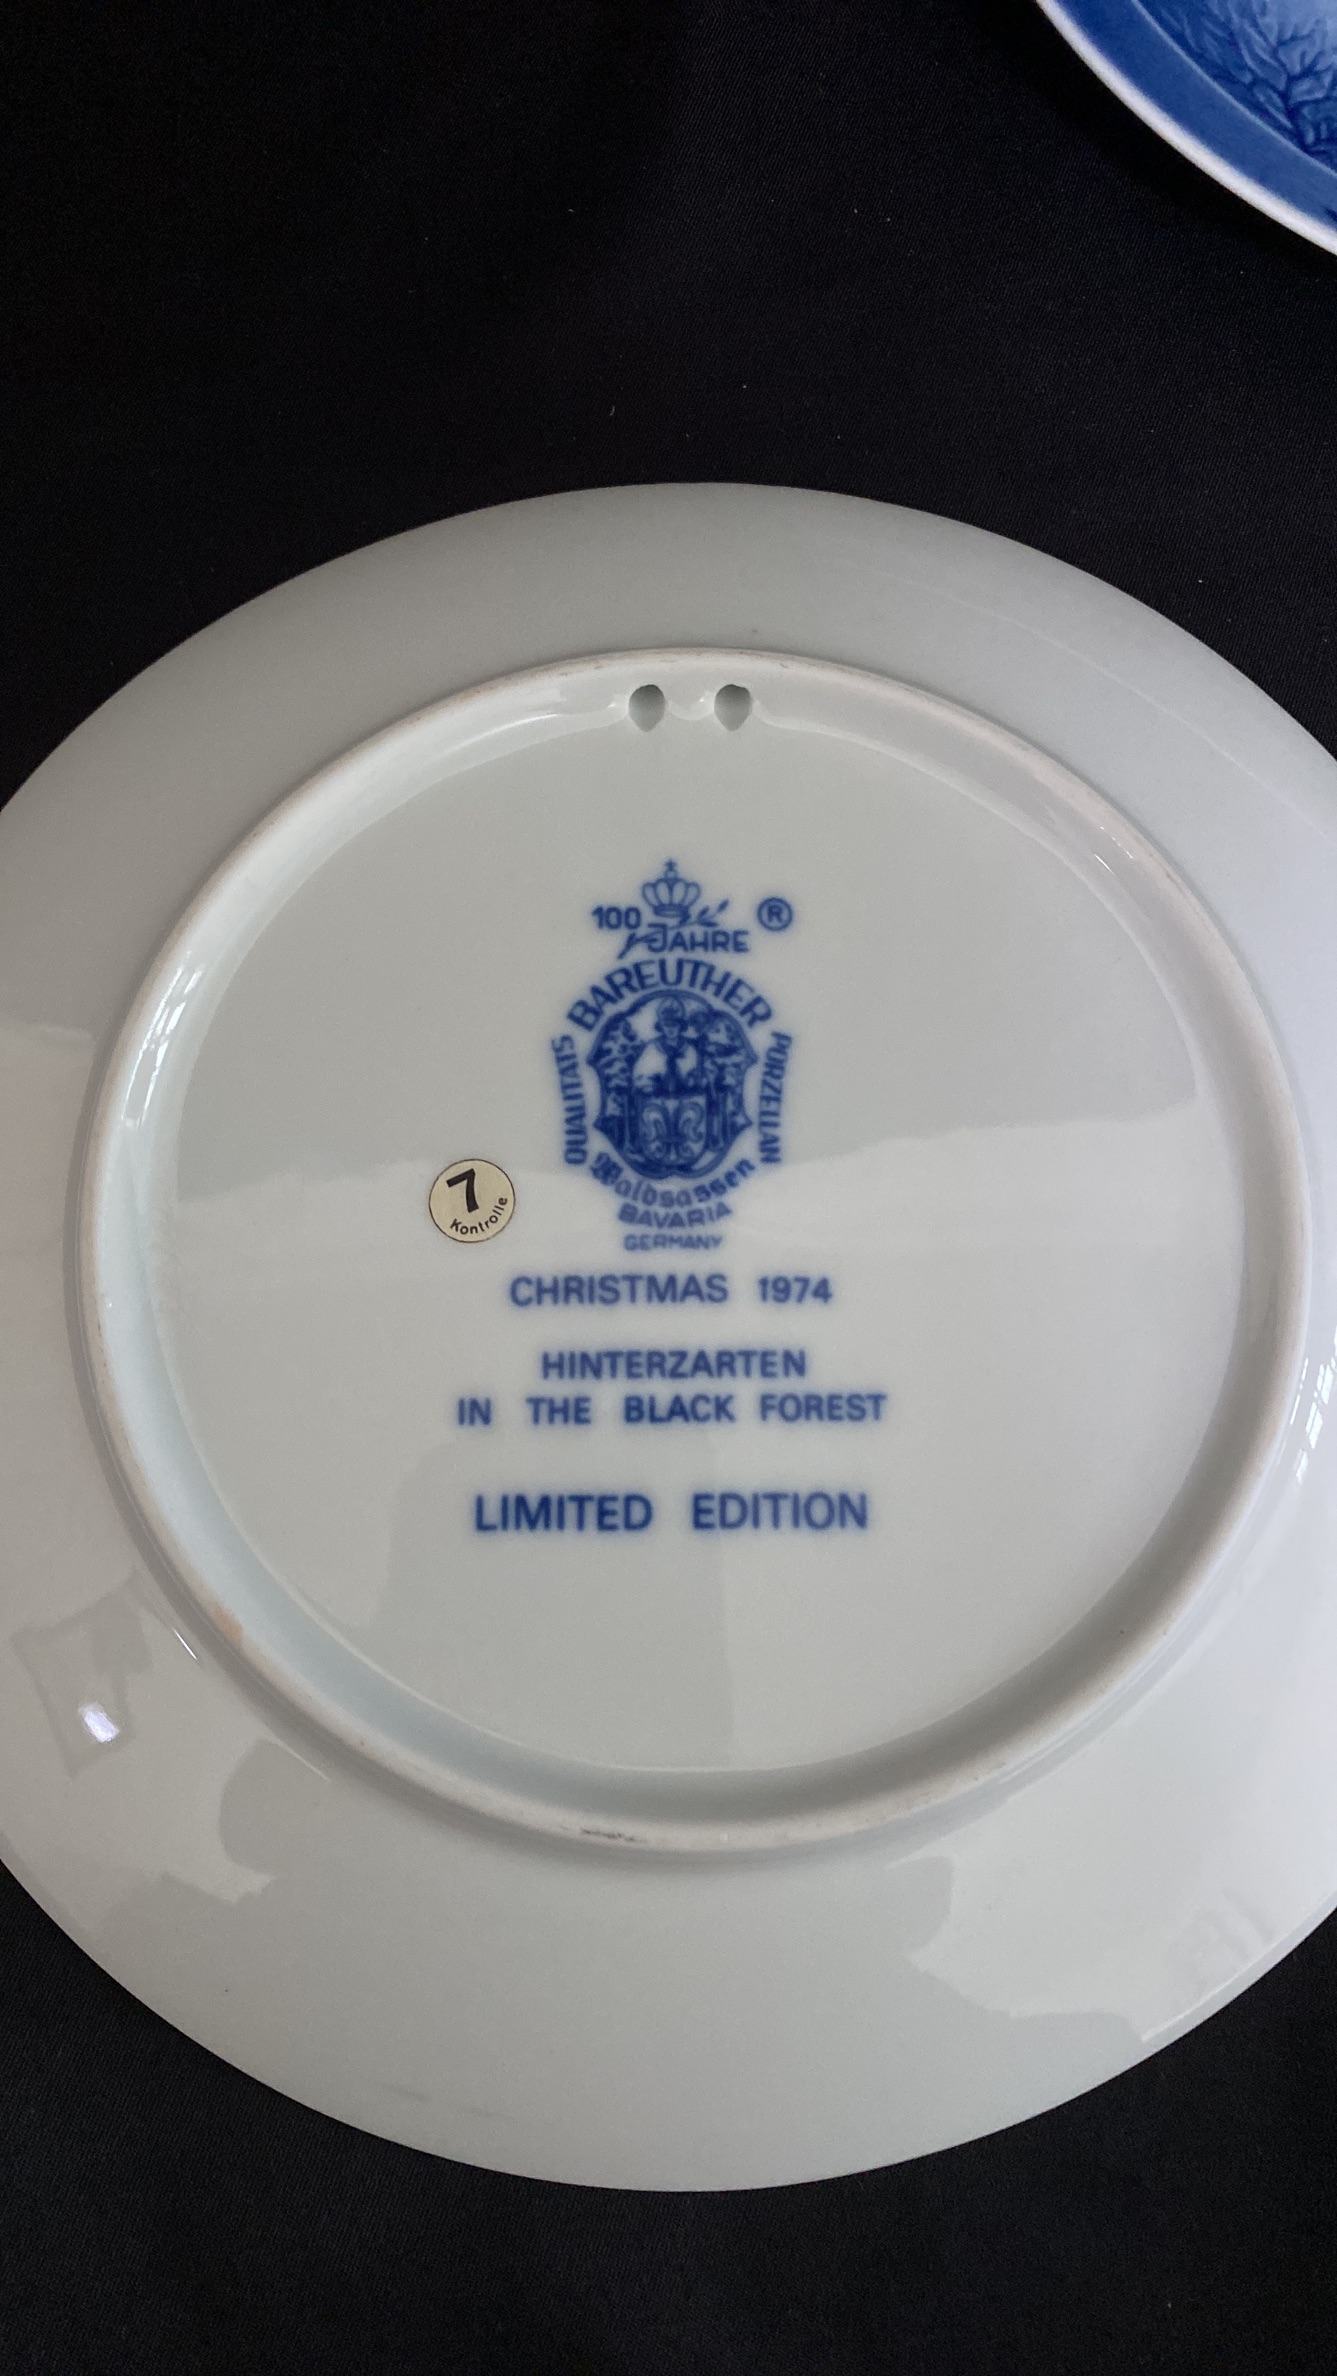 100
JAHRE ®
BAREUTHER
QUALITÄTS
PORZELLAN
Waldsassen
BAVARIA
GERMANY
7
Kontrolle
CHRISTMAS 1974
HINTERZARTEN
IN THE BLACK FOREST
LIMITED EDITION